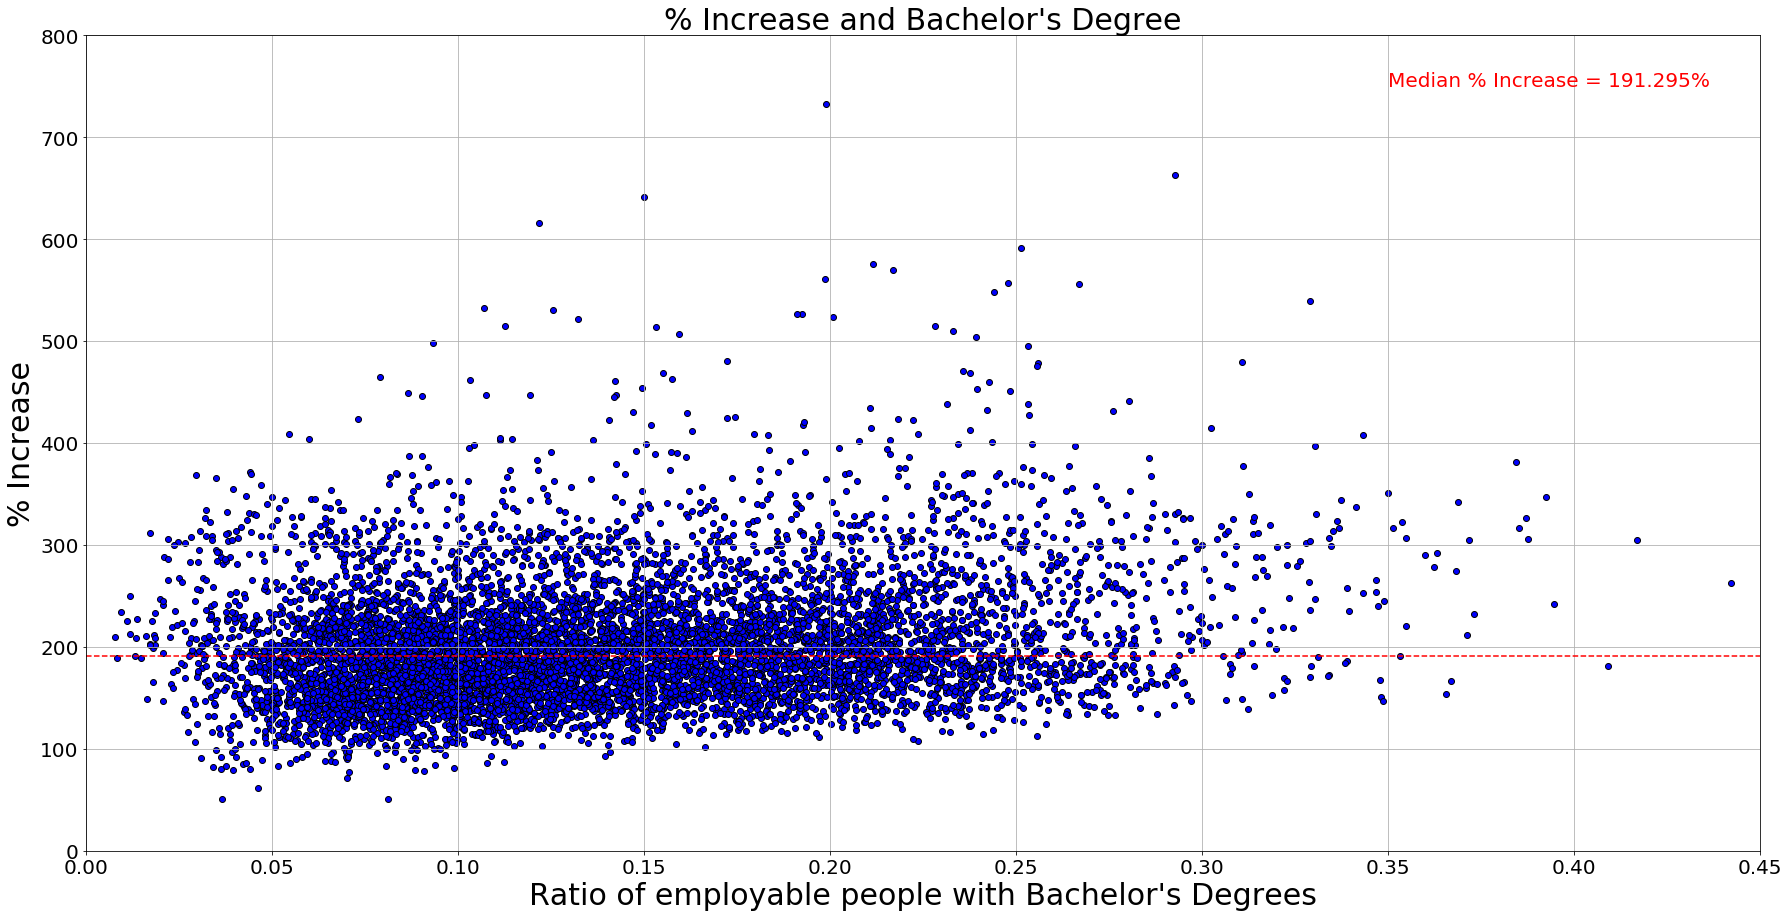 % Increase and Bachelor's Degree
800
Median % Increase = 191.295%
700
600
500
400
300
200
100
0
% Increase
0.00 0.05 0.10 0.15 0.20 0.25 0.30 0.35 0.40 0.45
Ratio of employable people with Bachelor's Degrees